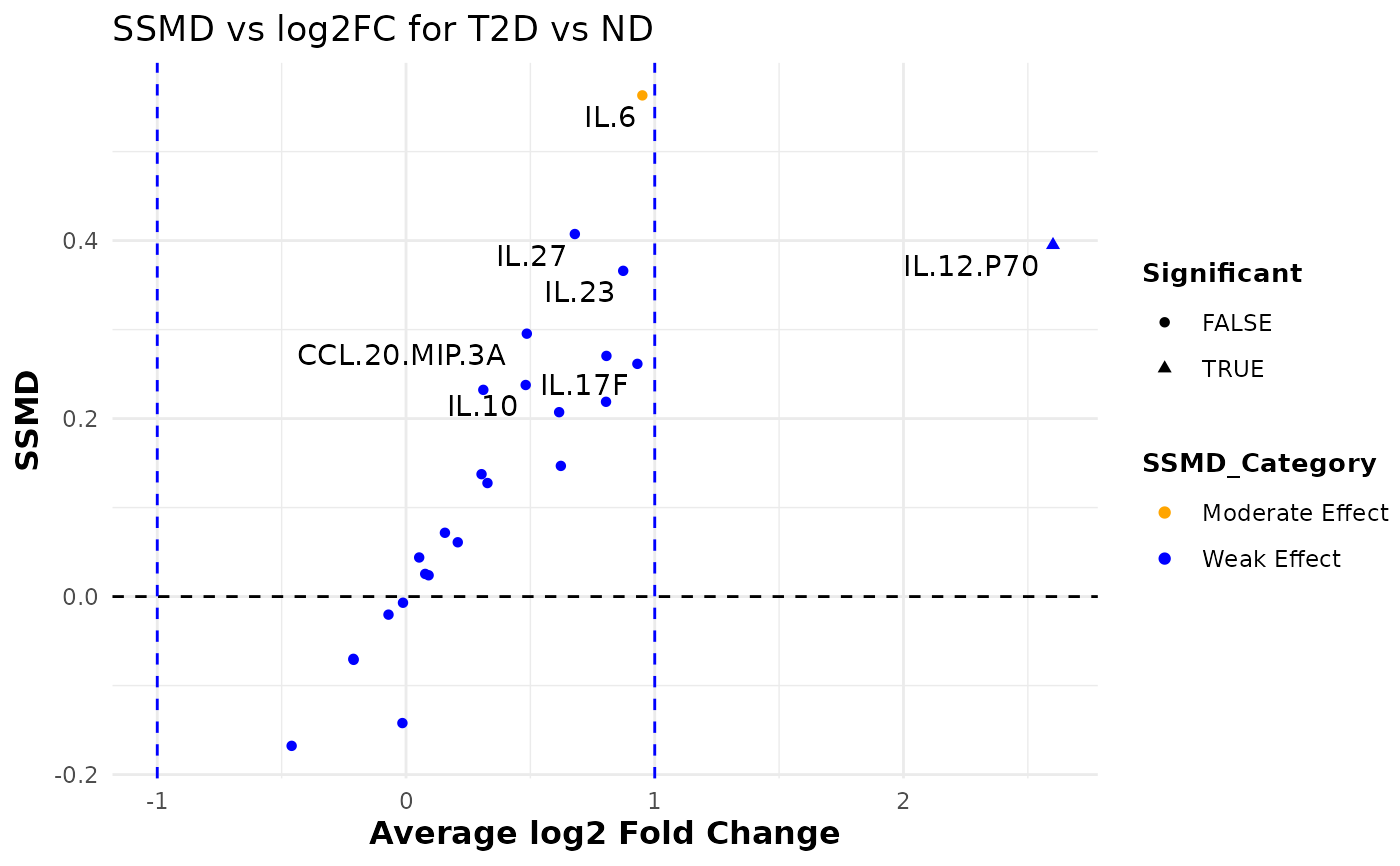 SSMD vs log2FC for T2D vs ND
SSMD
0.4
0.2
0.0
-0.2
IL.6
IL.27
IL.12.P70
IL.23
CCL.20.MIP.3A
IL.17F
IL.10
-1
0
1
2
Average log2 Fold Change
Significant
FALSE
TRUE
SSMD_Category
Moderate Effect
Weak Effect